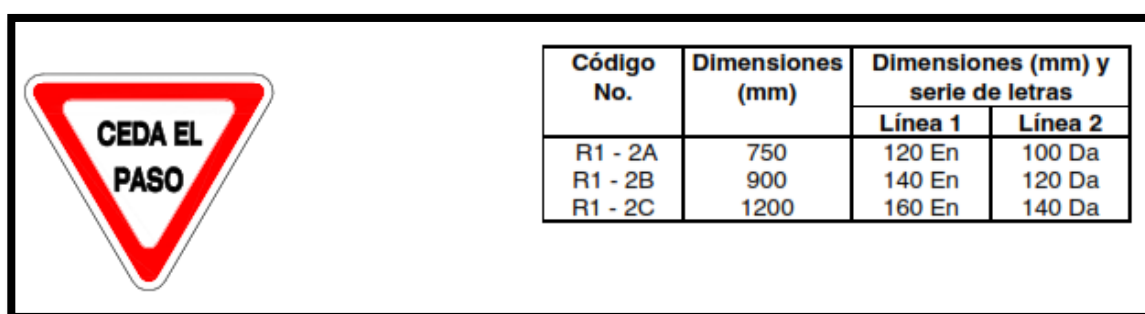 CEDA EL
PASO
Código No. Dimensiones (mm) Dimensiones (mm) y serie de letras
Línea 1 Línea 2
R1 - 2A 750 120 En 100 Da
R1 - 2B 900 140 En 120 Da
R1 - 2C 1200 160 En 140 Da